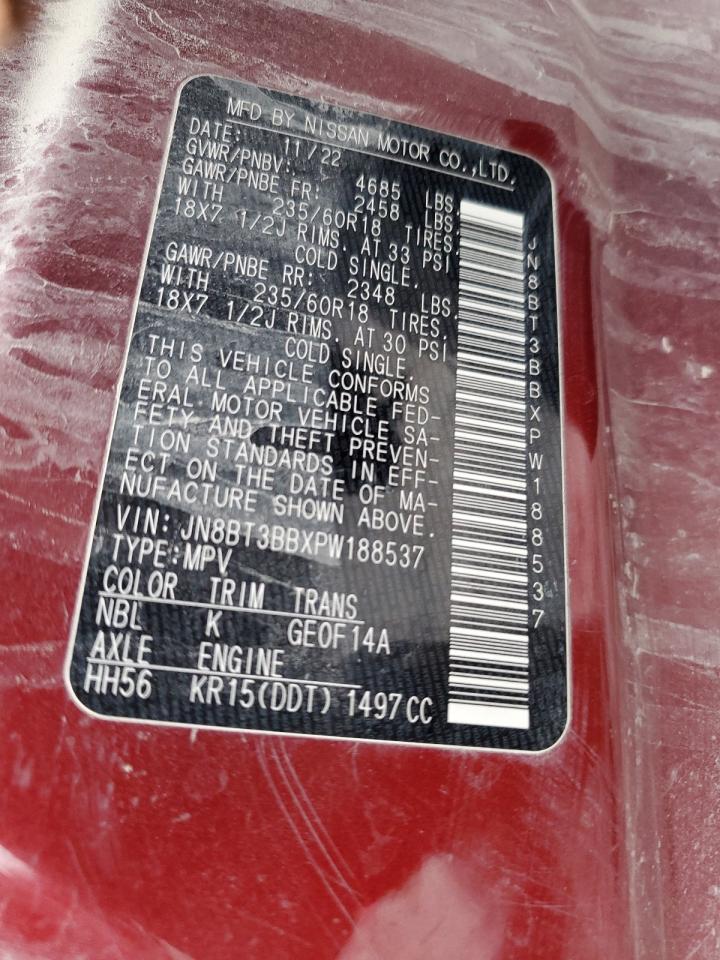 MFD BY NISSAN MOTOR CO.,LTD.
DATE: 11/22
GVWR/PNBV: 4685 LBS.
GAWR/PNBE FR: 2458 LBS.
WITH 235/60R18 TIRES,
18X7 1/2J RIMS. AT 33 PSI
COLD SINGLE.
GAWR/PNBE RR: 2348 LBS.
WITH 235/60R18 TIRES,
18X7 1/2J RIMS. AT 30 PSI
COLD SINGLE.
THIS VEHICLE CONFORMS
TO ALL APPLICABLE FED-
ERAL MOTOR VEHICLE SA-
FETY AND THEFT PREVEN-
TION STANDARDS IN EFF-
ECT ON THE DATE OF MA-
NUFACTURE SHOWN ABOVE.
VIN: JN8BT3BBXPW188537
TYPE:MPV
COLOR TRIM TRANS
NBL K GE0F14A
AXLE ENGINE
HH56 KR15(DDT) 1497CC
JN8BT3BBXPW188537